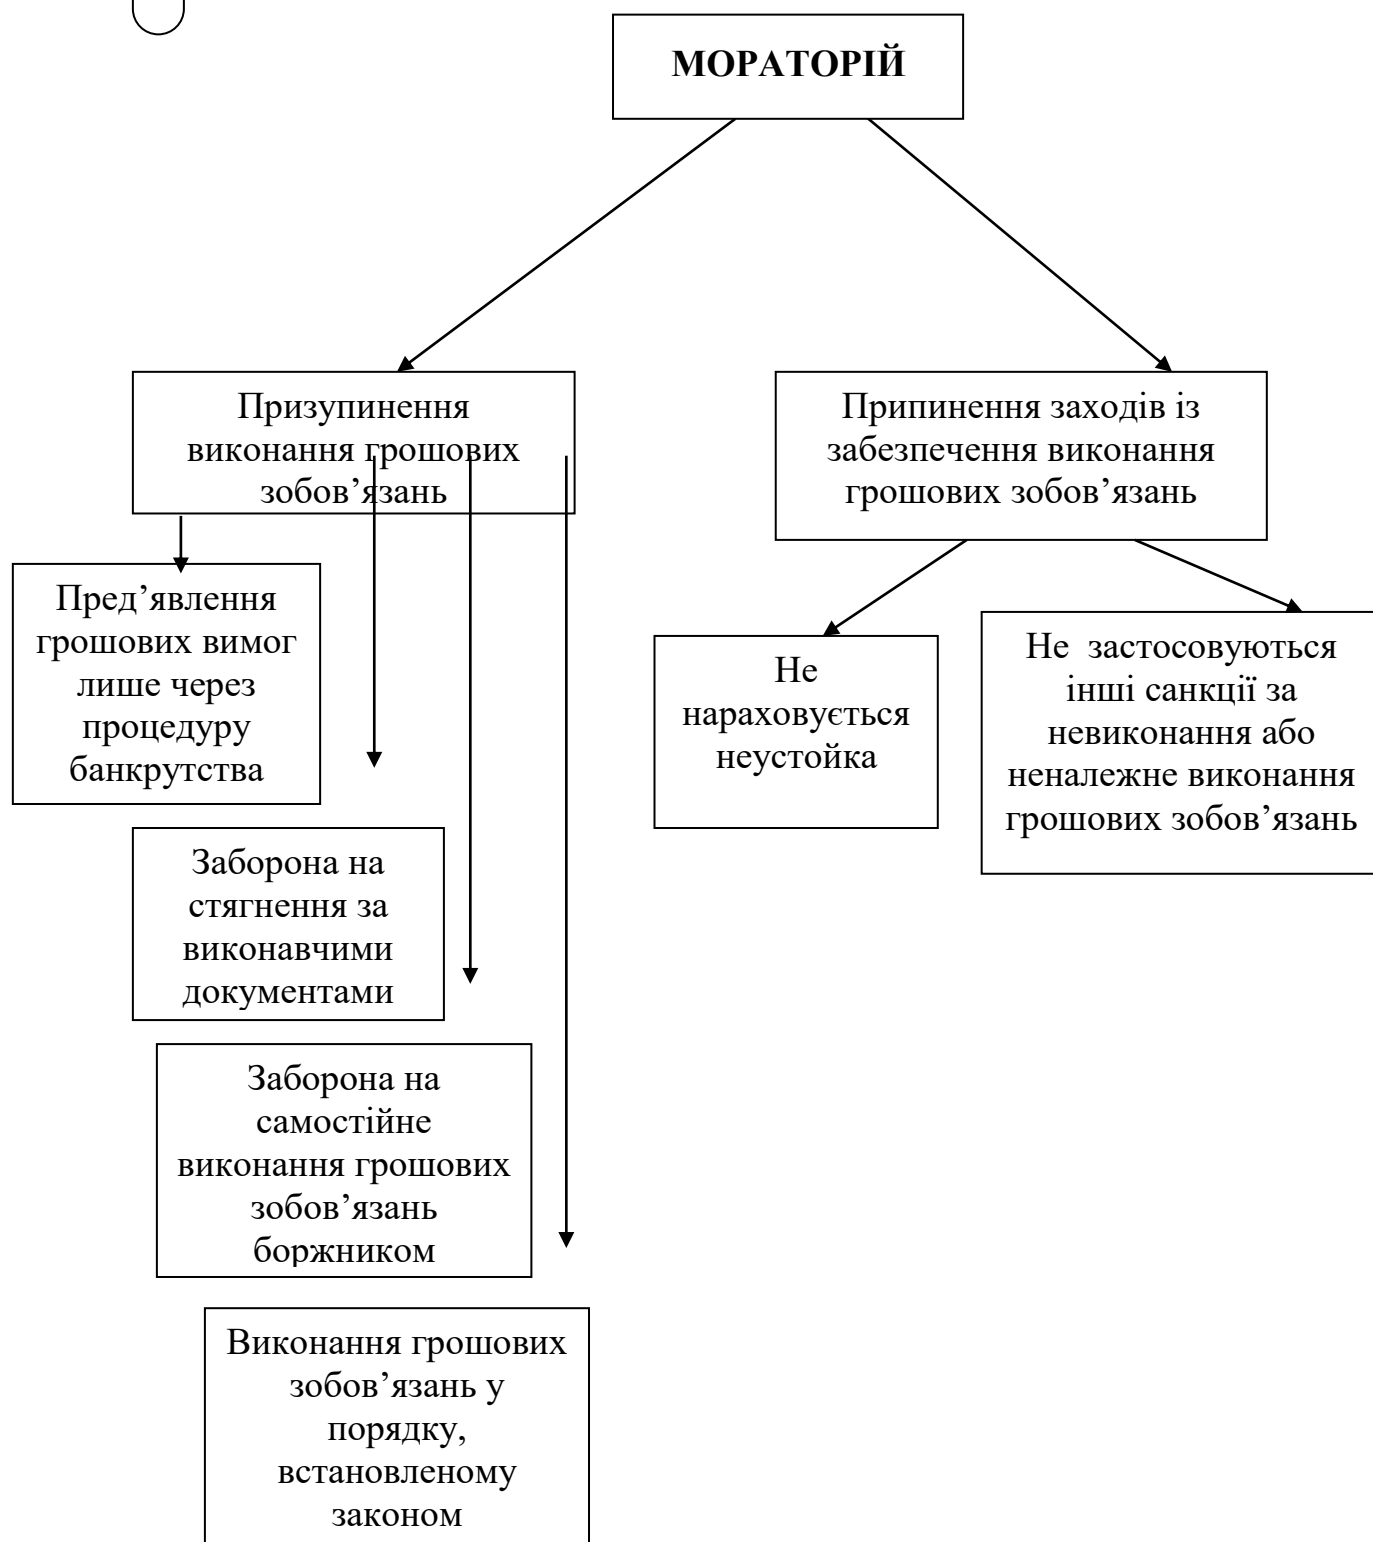 МОРАТОРІЙ
Призупинення
виконання грошових
зобов’язань
Припинення заходів із
забезпечення виконання
грошових зобов’язань
Пред’явлення
грошових вимог
лише через
процедуру
банкрутства
Не
нараховується
неустойка
Не застосовуються
інші санкції за
невиконання або
неналежне виконання
грошових зобов’язань
Заборона на
стягнення за
виконавчими
документами
Заборона на
самостійне
виконання грошових
зобов’язань
боржником
Виконання грошових
зобов’язань у
порядку,
встановленому
законом